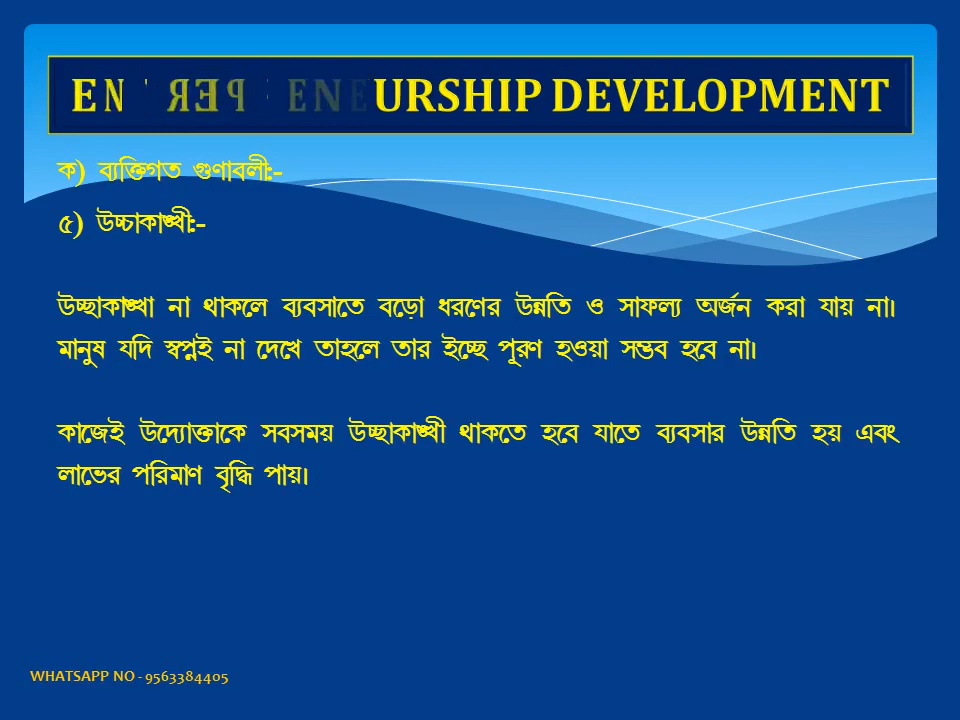 ENTREPRENEURSHIP DEVELOPMENT
ক) ব্যক্তিগত গুণাবলী:-
৫) উচ্চাকাঙ্খী:-
উচ্ছাকাঙ্খা না থাকলে ব্যবসাতে বড়ো ধরণের উন্নতি ও সাফল্য অর্জন করা যায় না।
মানুষ যদি স্বপ্নই না দেখে তাহলে তার ইচ্ছে পূরণ হওয়া সম্ভব হবে না।
কাজেই উদ্যোক্তাকে সবসময় উচ্ছাকাঙ্খী থাকতে হবে যাতে ব্যবসার উন্নতি হয় এবং
লাভের পরিমাণ বৃদ্ধি পায়।
WHATSAPP NO - 9563384405